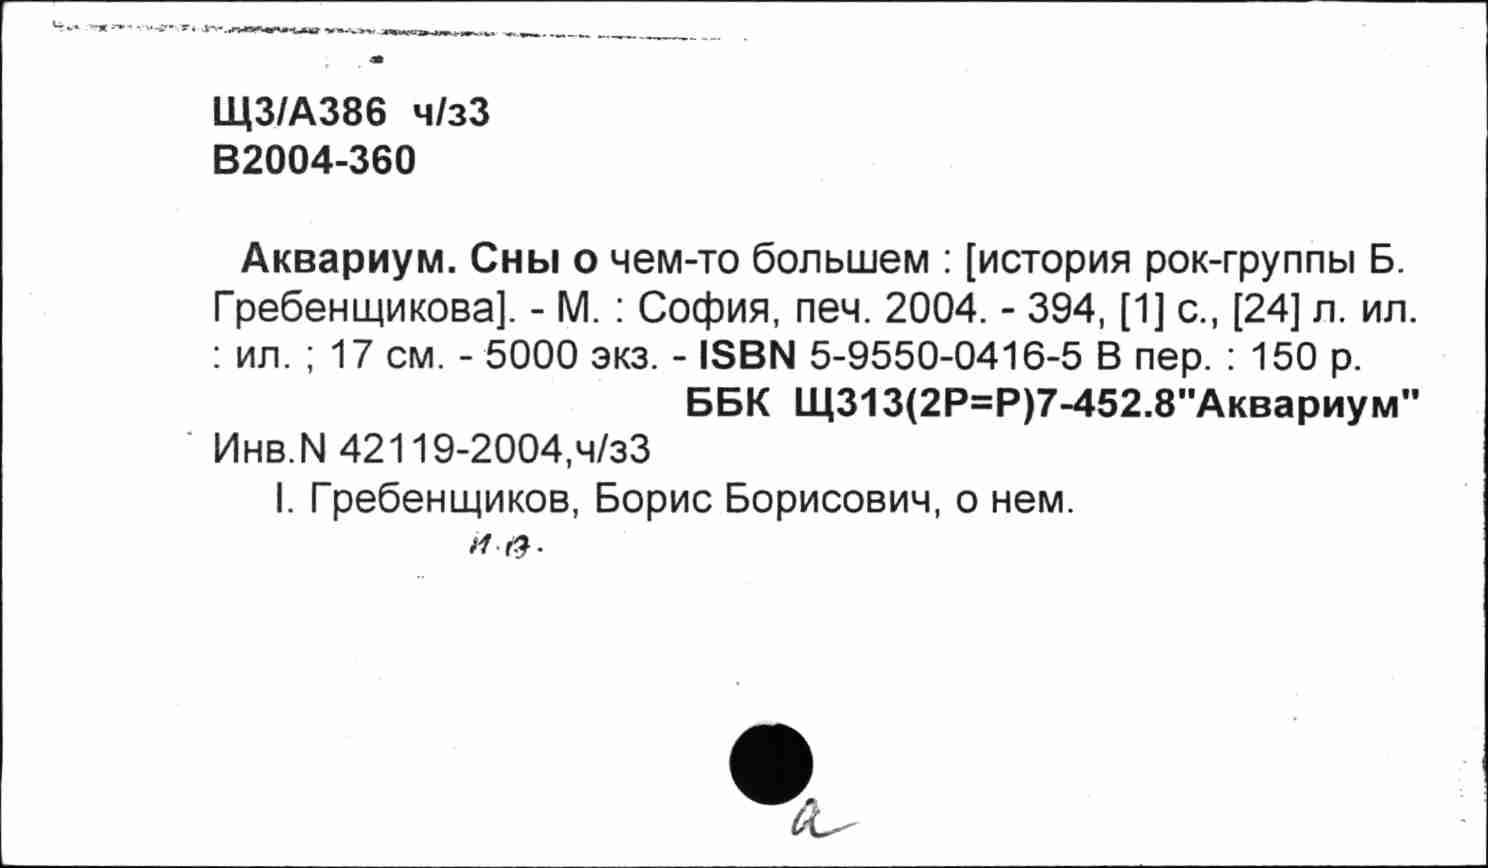 Щ3/А386 ч/з3
В2004-360
Аквариум. Сны о чем-то большем : [история рок-группы Б.
Гребенщикова]. - М. : София, печ. 2004. - 394, [1] с., [24] л. ил.
: ил. ; 17 см. - 5000 экз. - ISBN 5-9550-0416-5 В пер. : 150 р.
ББК Щ313(2Р=Р)7-452.8"Аквариум"
Инв.N 42119-2004,ч/з3
I. Гребенщиков, Борис Борисович, о нем.
а